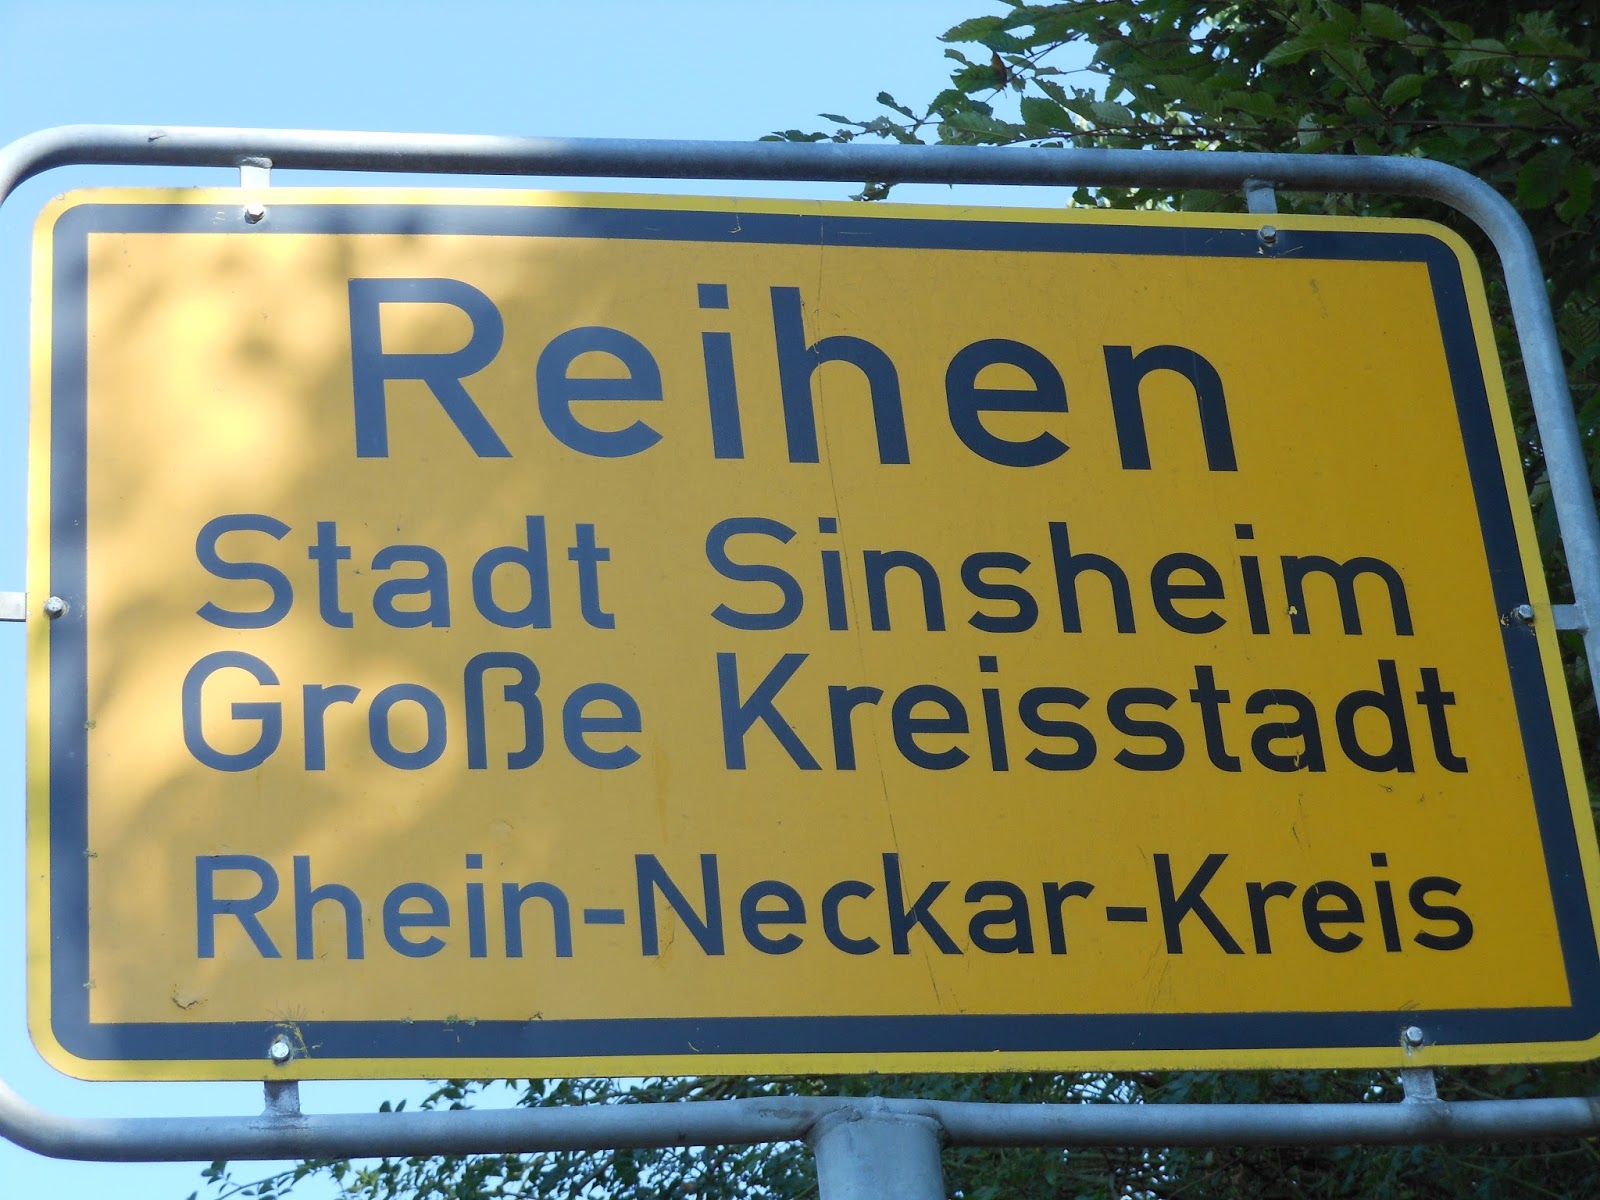 Reihen
Stadt Sinsheim
Große Kreisstadt
Rhein-Neckar-Kreis